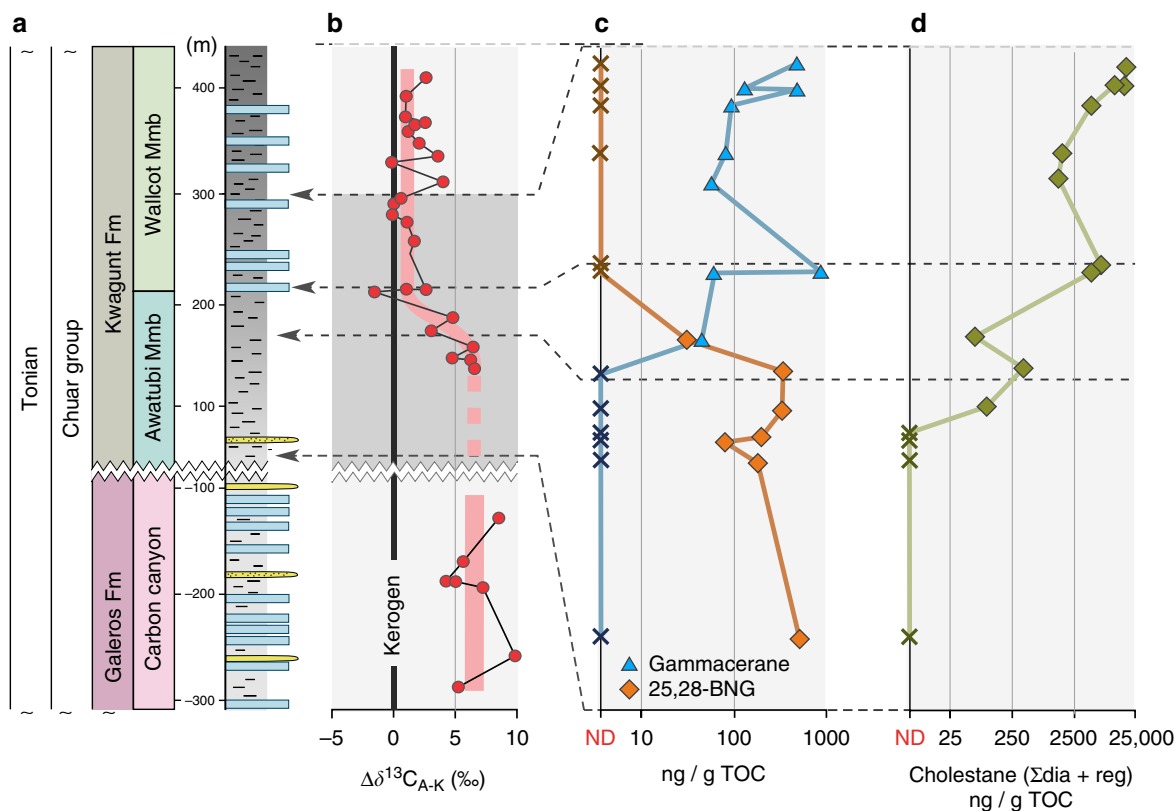 a
b
c
d
(m)
400
300
200
100
–100
–200
–300
Tonian
Chuar group
Kwagunt Fm
Galeros Fm
Wallcot Mmb
Awatubi Mmb
Carbon canyon
Kerogen
–5 0 5 10
Δδ¹³C_A-K (‰)
Gammacerane
25,28-BNG
ND 10 100 1000
ng / g TOC
ND 25 250 2500 25,000
Cholestane (Σdia + reg)
ng / g TOC